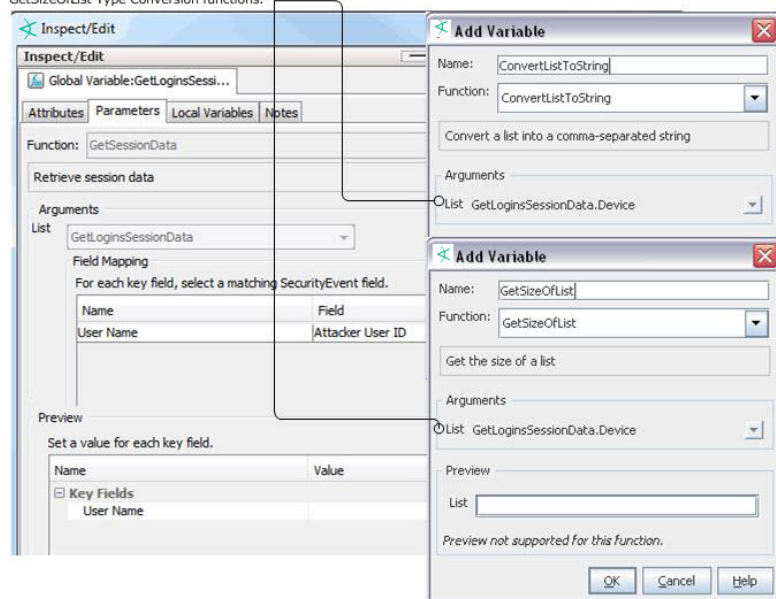 GetSizeOfList Type Conversion functions.
Inspect/Edit
Inspect/Edit
Global Variable:GetLoginsSessi...
Attributes Parameters Local Variables Notes
Function: GetSessionData
Retrieve session data
Arguments
List GetLoginsSessionData
Field Mapping
For each key field, select a matching SecurityEvent field.
Name Field
User Name Attacker User ID
Preview
Set a value for each key field.
Name Value
Key Fields
User Name
Add Variable
Name: ConvertListToString
Function: ConvertListToString
Convert a list into a comma-separated string
Arguments
List GetLoginsSessionData.Device
Add Variable
Name: GetSizeOfList
Function: GetSizeOfList
Get the size of a list
Arguments
List GetLoginsSessionData.Device
Preview
List
Preview not supported for this function.
OK Cancel Help